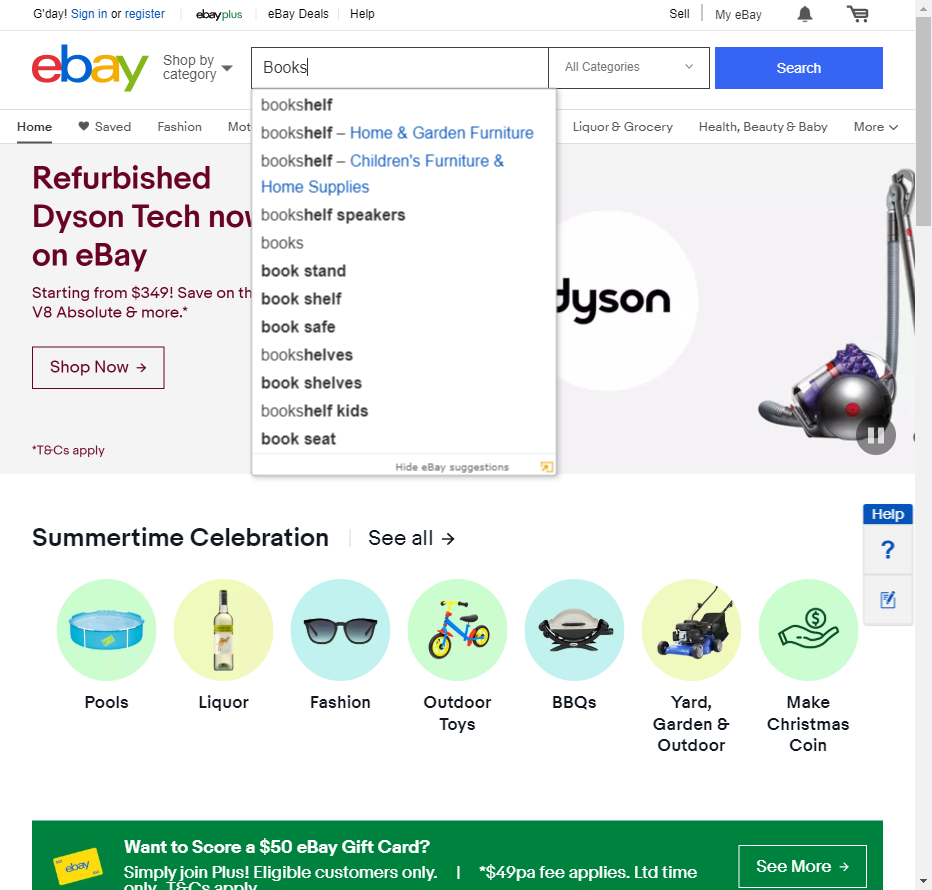 G'day! Sign in or register
ebay plus
eBay Deals
Help
Sell
My eBay
ebay
Shop by
category
Books
All Categories
Search
Home
Saved
Fashion
Mot
Liquor & Grocery
Health, Beauty & Baby
More
bookshelf
bookshelf – Home & Garden Furniture
bookshelf – Children's Furniture &
Home Supplies
bookshelf speakers
books
book stand
book shelf
book safe
bookshelves
book shelves
bookshelf kids
book seat
Hide eBay suggestions
Refurbished
Dyson Tech now
on eBay
Starting from $349! Save on th
V8 Absolute & more.*
Shop Now →
*T&Cs apply
dyson
Help
?
Summertime Celebration
See all →
Pools
Liquor
Fashion
Outdoor
Toys
BBQs
Yard,
Garden &
Outdoor
Make
Christmas
Coin
Want to Score a $50 eBay Gift Card?
Simply join Plus! Eligible customers only. | *$49pa fee applies. Ltd time
only. T&Cs apply
ebay
See More →